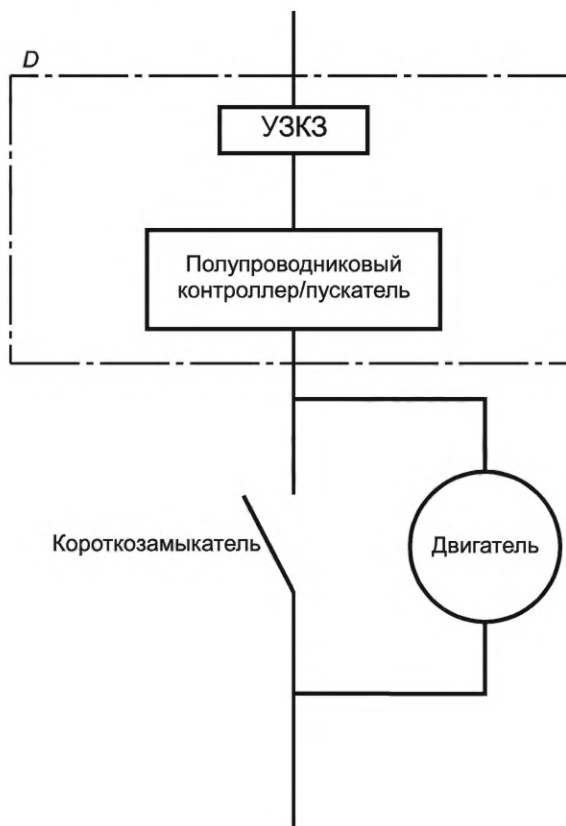 D
УЗКЗ
Полупроводниковый
контроллер/пускатель
Короткозамыкатель
Двигатель